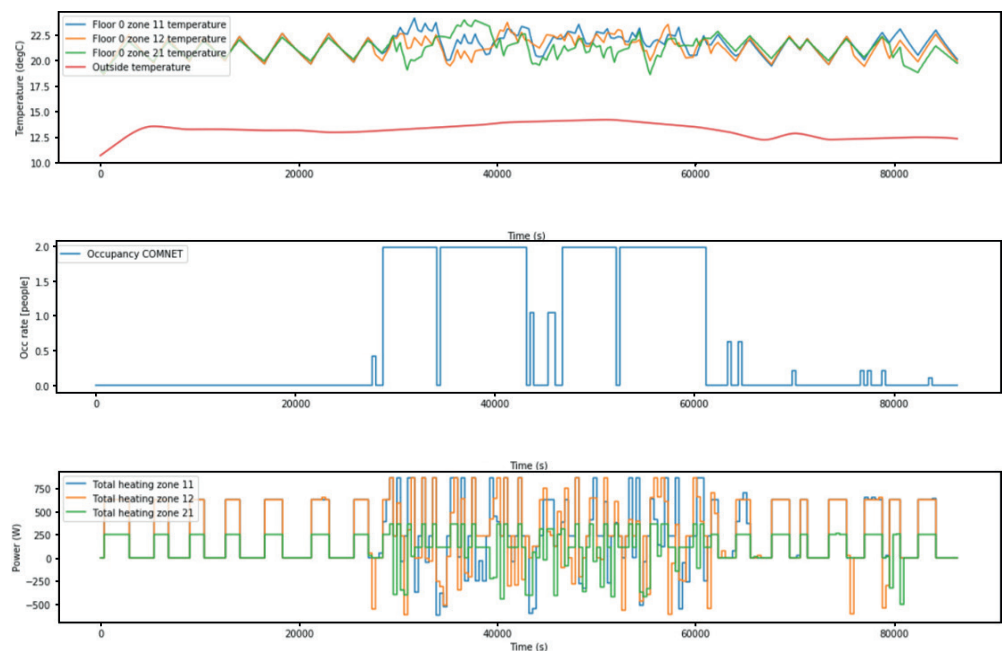 Temperature (degC)
22.5
20.0
17.5
15.0
12.5
10.0
Floor 0 zone 11 temperature
Floor 0 zone 12 temperature
Floor 0 zone 21 temperature
Outside temperature
0 20000 40000 60000 80000
Time (s)
Occ rate [people]
2.0
1.5
1.0
0.5
0.0
Occupancy COMNET
0 20000 40000 60000 80000
Time (s)
Power (W)
750
500
250
0
−250
−500
Total heating zone 11
Total heating zone 12
Total heating zone 21
0 20000 40000 60000 80000
Time (s)